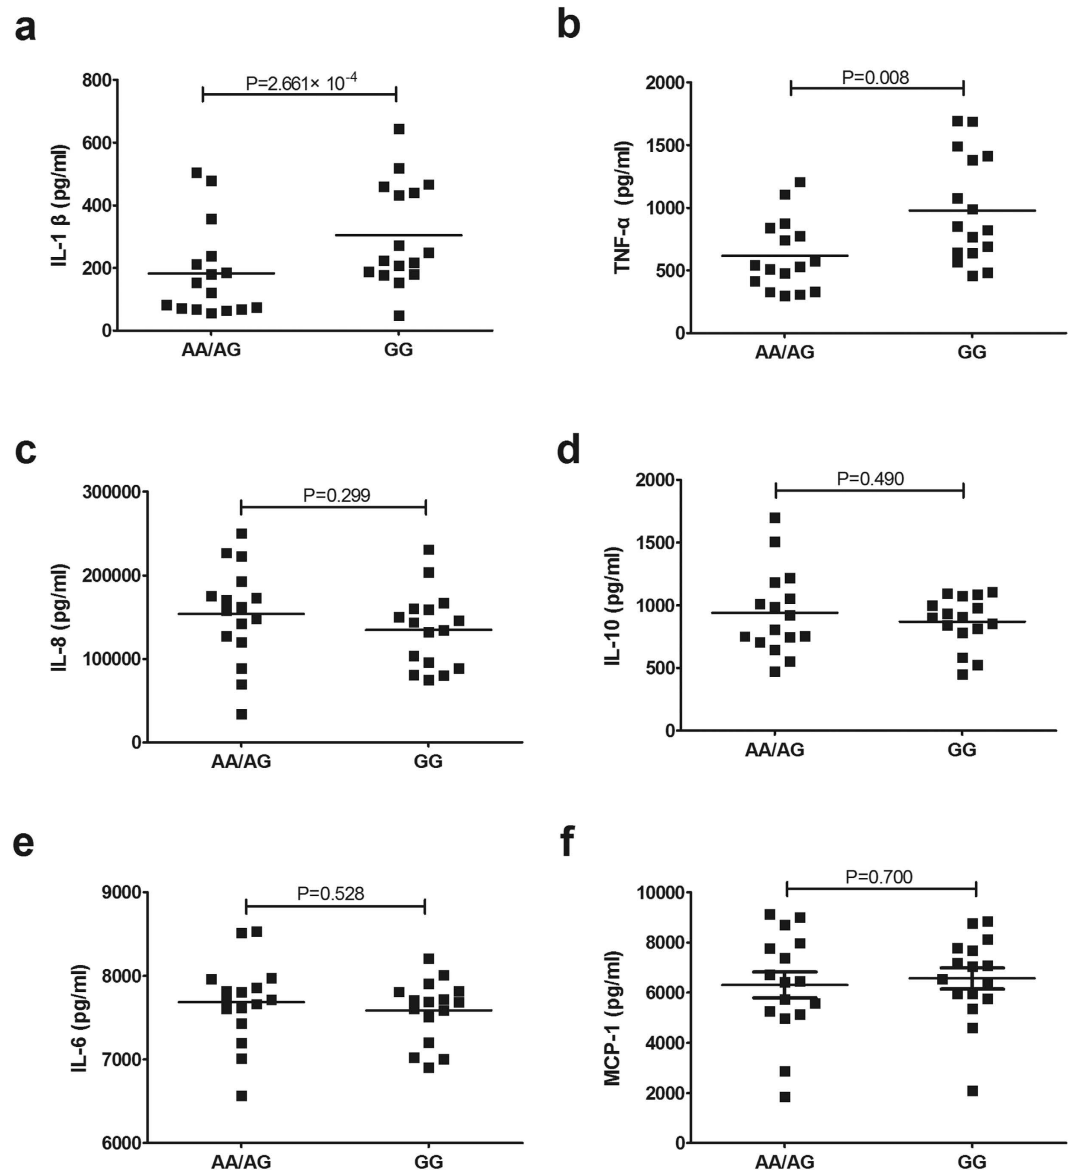 a
P=2.661× 10-4
IL-1 β (pg/ml)
800
600
400
200
0
AA/AG GG
b
P=0.008
TNF-α (pg/ml)
2000
1500
1000
500
0
AA/AG GG
c
P=0.299
IL-8 (pg/ml)
300000
200000
100000
0
AA/AG GG
d
P=0.490
IL-10 (pg/ml)
2000
1500
1000
500
0
AA/AG GG
e
P=0.528
IL-6 (pg/ml)
9000
8000
7000
6000
AA/AG GG
f
P=0.700
MCP-1 (pg/ml)
10000
8000
6000
4000
2000
0
AA/AG GG